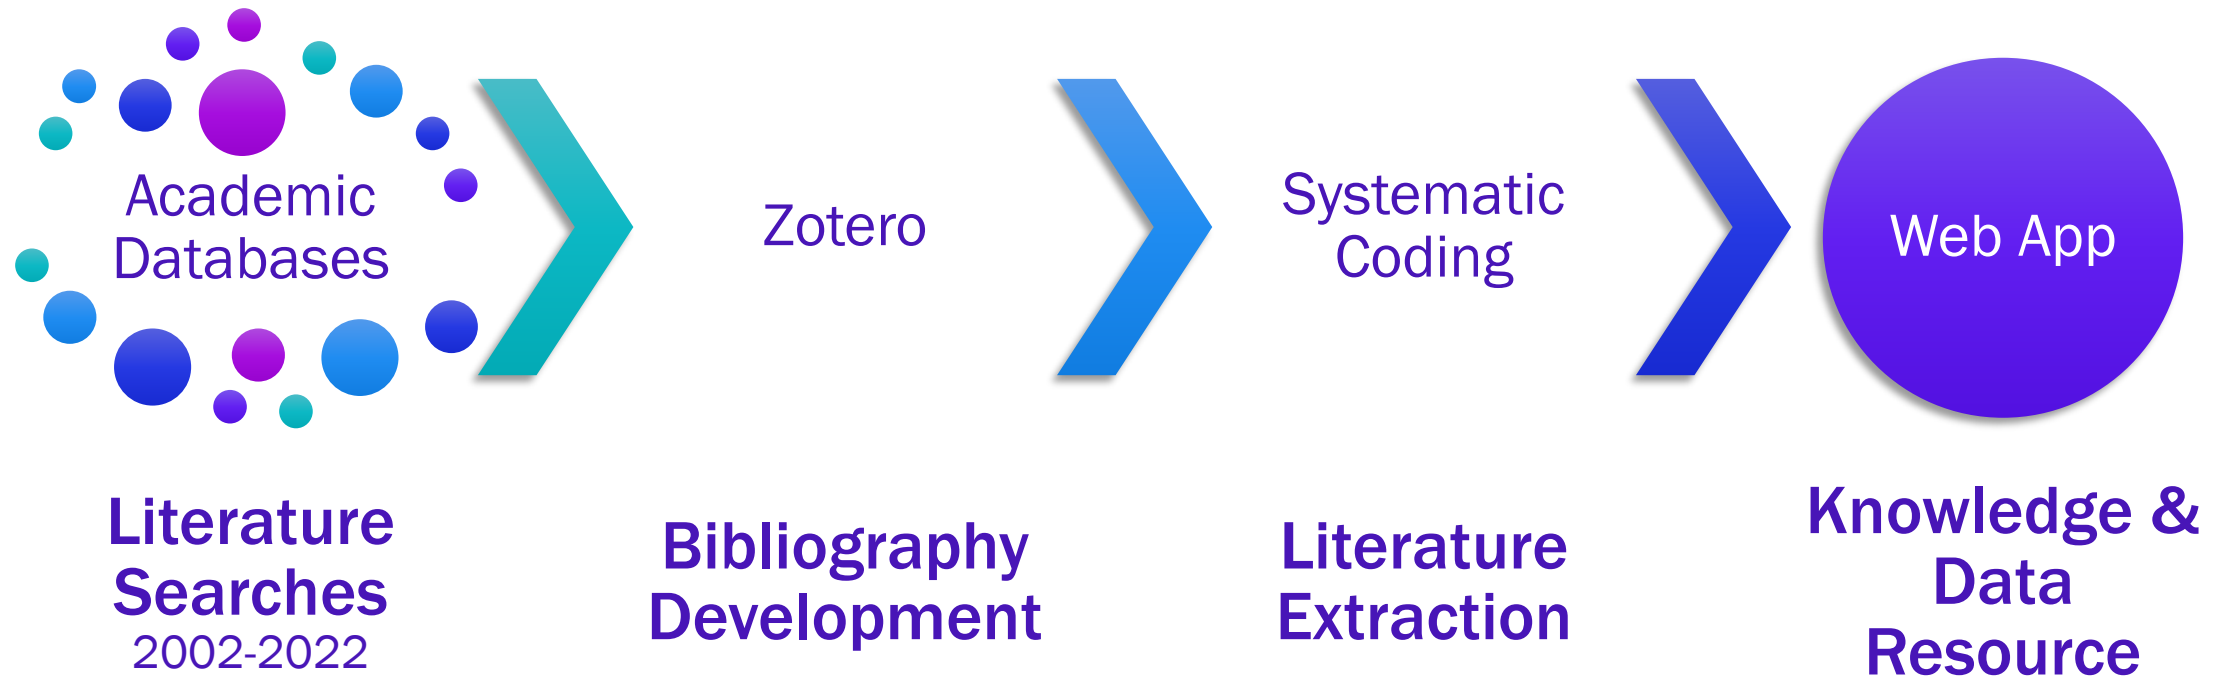 Academic
Databases
Zotero
Systematic
Coding
Web App
Literature
Searches
2002-2022
Bibliography
Development
Literature
Extraction
Knowledge &
Data
Resource